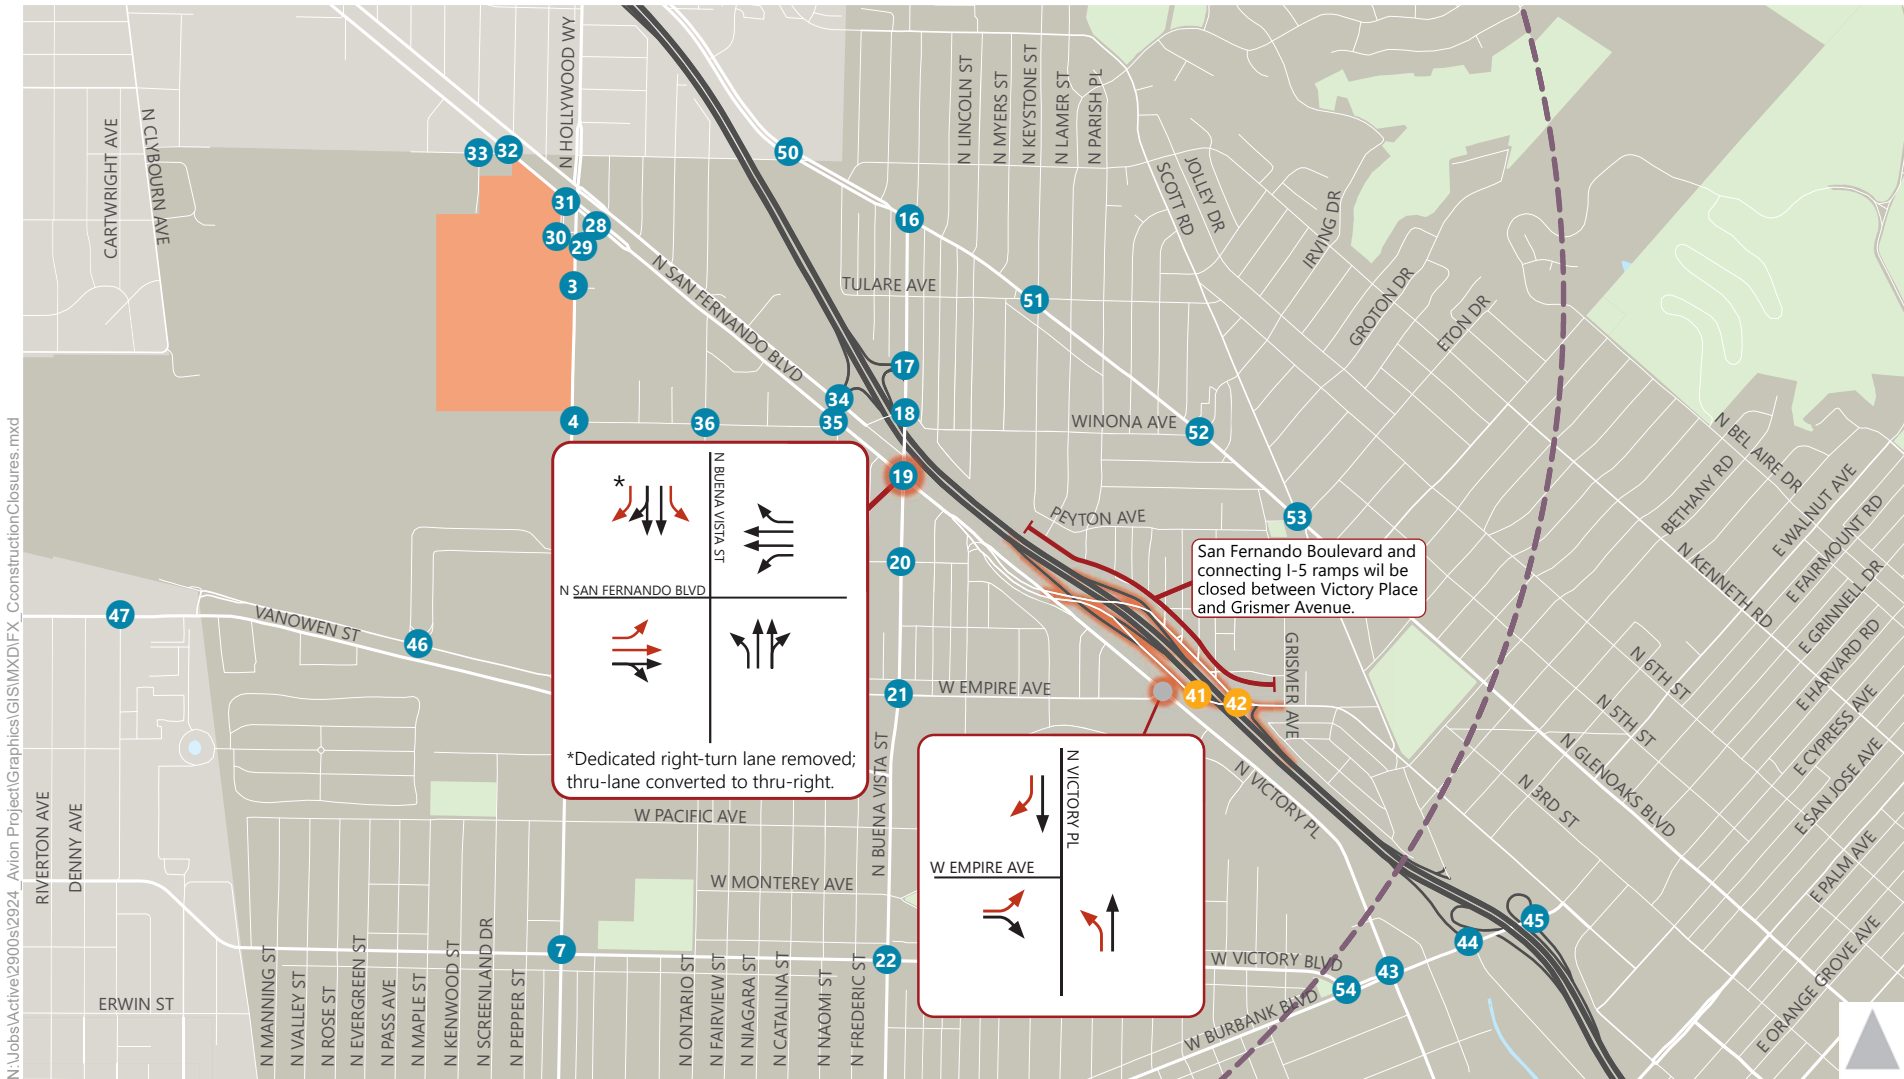 N:\Jobs\Active\2900s\2924_Avion Project\Graphics\GIS\MXD\FX_CconstructionClosures.mxd
CARTWRIGHT AVE
N CLYBOURN AVE
N HOLLYWOOD WY
N LINCOLN ST
N MYERS ST
N KEYSTONE ST
N LAMER ST
N PARISH PL
JOLLEY DR
SCOTT RD
IRVING DR
GROTON DR
ETON DR
33
32
50
31
28
30
29
3
16
51
N SAN FERNANDO BLVD
TULARE AVE
17
34
35
18
4
36
WINONA AVE
52
19
53
PEYTON AVE
San Fernando Boulevard and
connecting I-5 ramps wil be
closed between Victory Place
and Grismer Avenue.
GRISMER AVE
N BEL AIRE DR
BETHANY RD
E WALNUT AVE
E FAIRMOUNT RD
N KENNETH RD
E GRINNELL DR
E HARVARD RD
N 6TH ST
E CYPRESS AVE
N 5TH ST
E SAN JOSE AVE
N GLENOAKS BLVD
N 3RD ST
E PALM AVE
E ORANGE GROVE AVE
*
N BUENA VISTA ST
N SAN FERNANDO BLVD
*Dedicated right-turn lane removed;
thru-lane converted to thru-right.
20
47
VANOWEN ST
46
21
W EMPIRE AVE
41
42
N VICTORY PL
N VICTORY PL
W EMPIRE AVE
N BUENA VISTA ST
W PACIFIC AVE
W MONTEREY AVE
RIVERTON AVE
DENNY AVE
7
22
W VICTORY BLVD
W BURBANK BLVD
54
43
44
45
ERWIN ST
N MANNING ST
N VALLEY ST
N ROSE ST
N EVERGREEN ST
N PASS AVE
N MAPLE ST
N KENWOOD ST
N SCREENLAND DR
N PEPPER ST
N ONTARIO ST
N FAIRVIEW ST
N NIAGARA ST
N CATALINA ST
N NAOMI ST
N FREDERIC ST